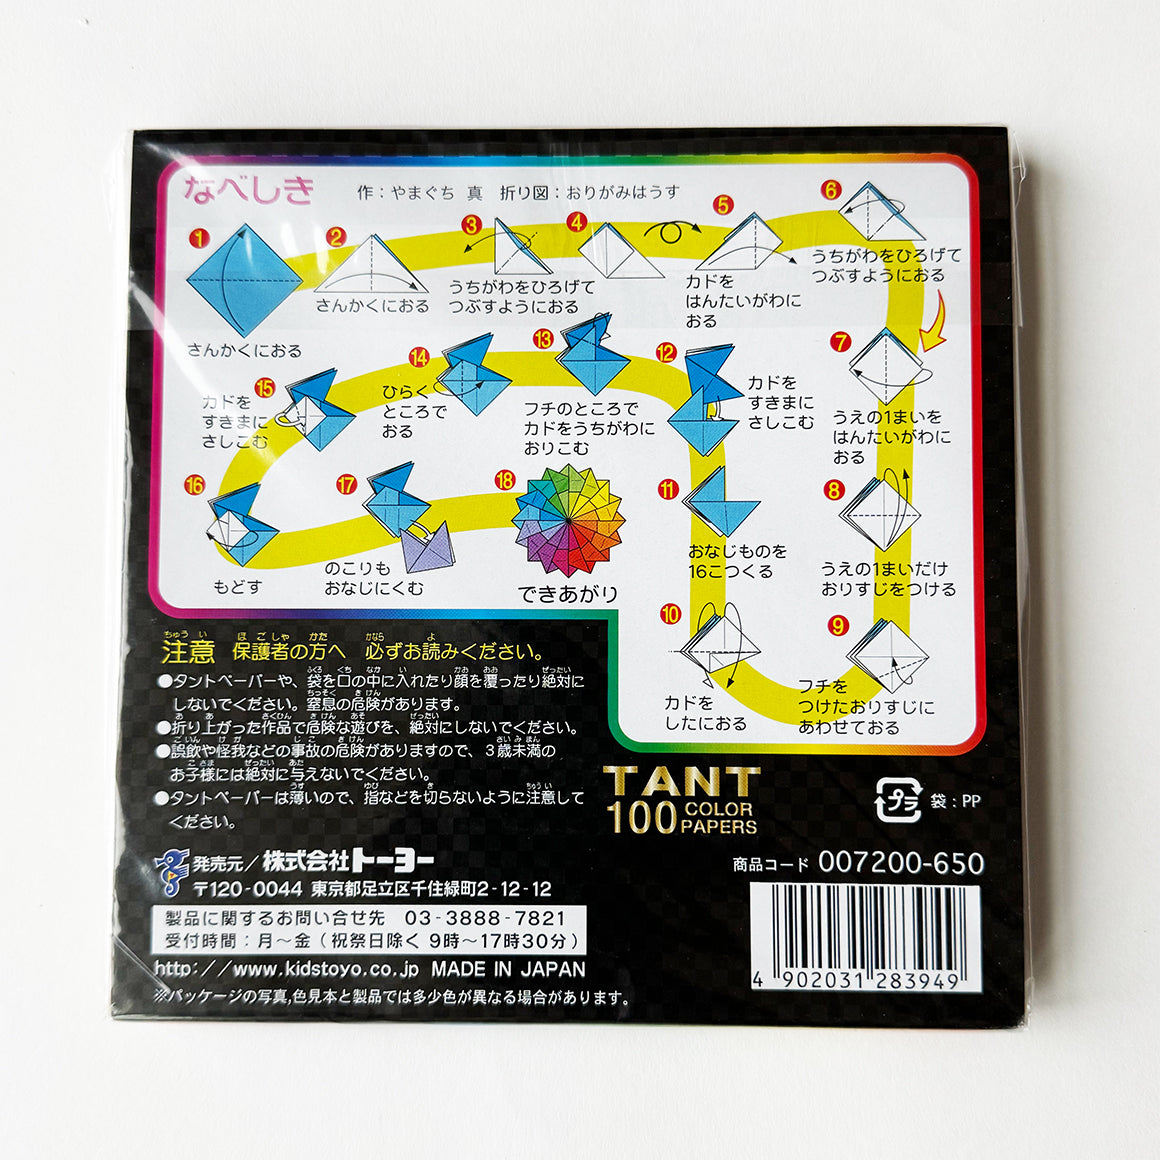 なべしき
作：やまぐち 真 折り図：おりがみはうす
1
さんかくにおる
2
さんかくにおる
3
うちがわをひろげて
つぶすようにおる
4
5
カドを
はんたいがわに
おる
6
うちがわをひろげて
つぶすようにおる
7
うえの1まいを
はんたいがわに
おる
8
うえの1まいだけ
おりすじをつける
9
フチを
つけたおりすじに
あわせておる
10
カドを
したにおる
11
おなじものを
16こつくる
12
カドを
すきまに
さしこむ
13
フチのところで
カドをうちがわに
おりこむ
14
ひらく
ところで
おる
15
カドを
すきまに
さしこむ
16
もどす
17
のこりも
おなじにくむ
18
できあがり
注意 保護者の方へ 必ずお読みください。
●タントペーパーや、袋を口の中に入れたり顔を覆ったり絶対に
しないでください。窒息の危険があります。
●折り上がった作品で危険な遊びを、絶対にしないでください。
●誤飲や怪我などの事故の危険がありますので、3歳未満の
お子様には絶対に与えないでください。
●タントペーパーは薄いので、指などを切らないように注意して
ください。
TANT
100 COLOR PAPERS
プラ 袋：PP
発売元／株式会社トーヨー
〒120-0044 東京都足立区千住緑町2-12-12
製品に関するお問い合せ先 03-3888-7821
受付時間：月～金（祝祭日除く 9時～17時30分）
http://www.kidstoyo.co.jp MADE IN JAPAN
※パッケージの写真,色見本と製品では多少色が異なる場合があります。
商品コード 007200-650
4 902031 283949